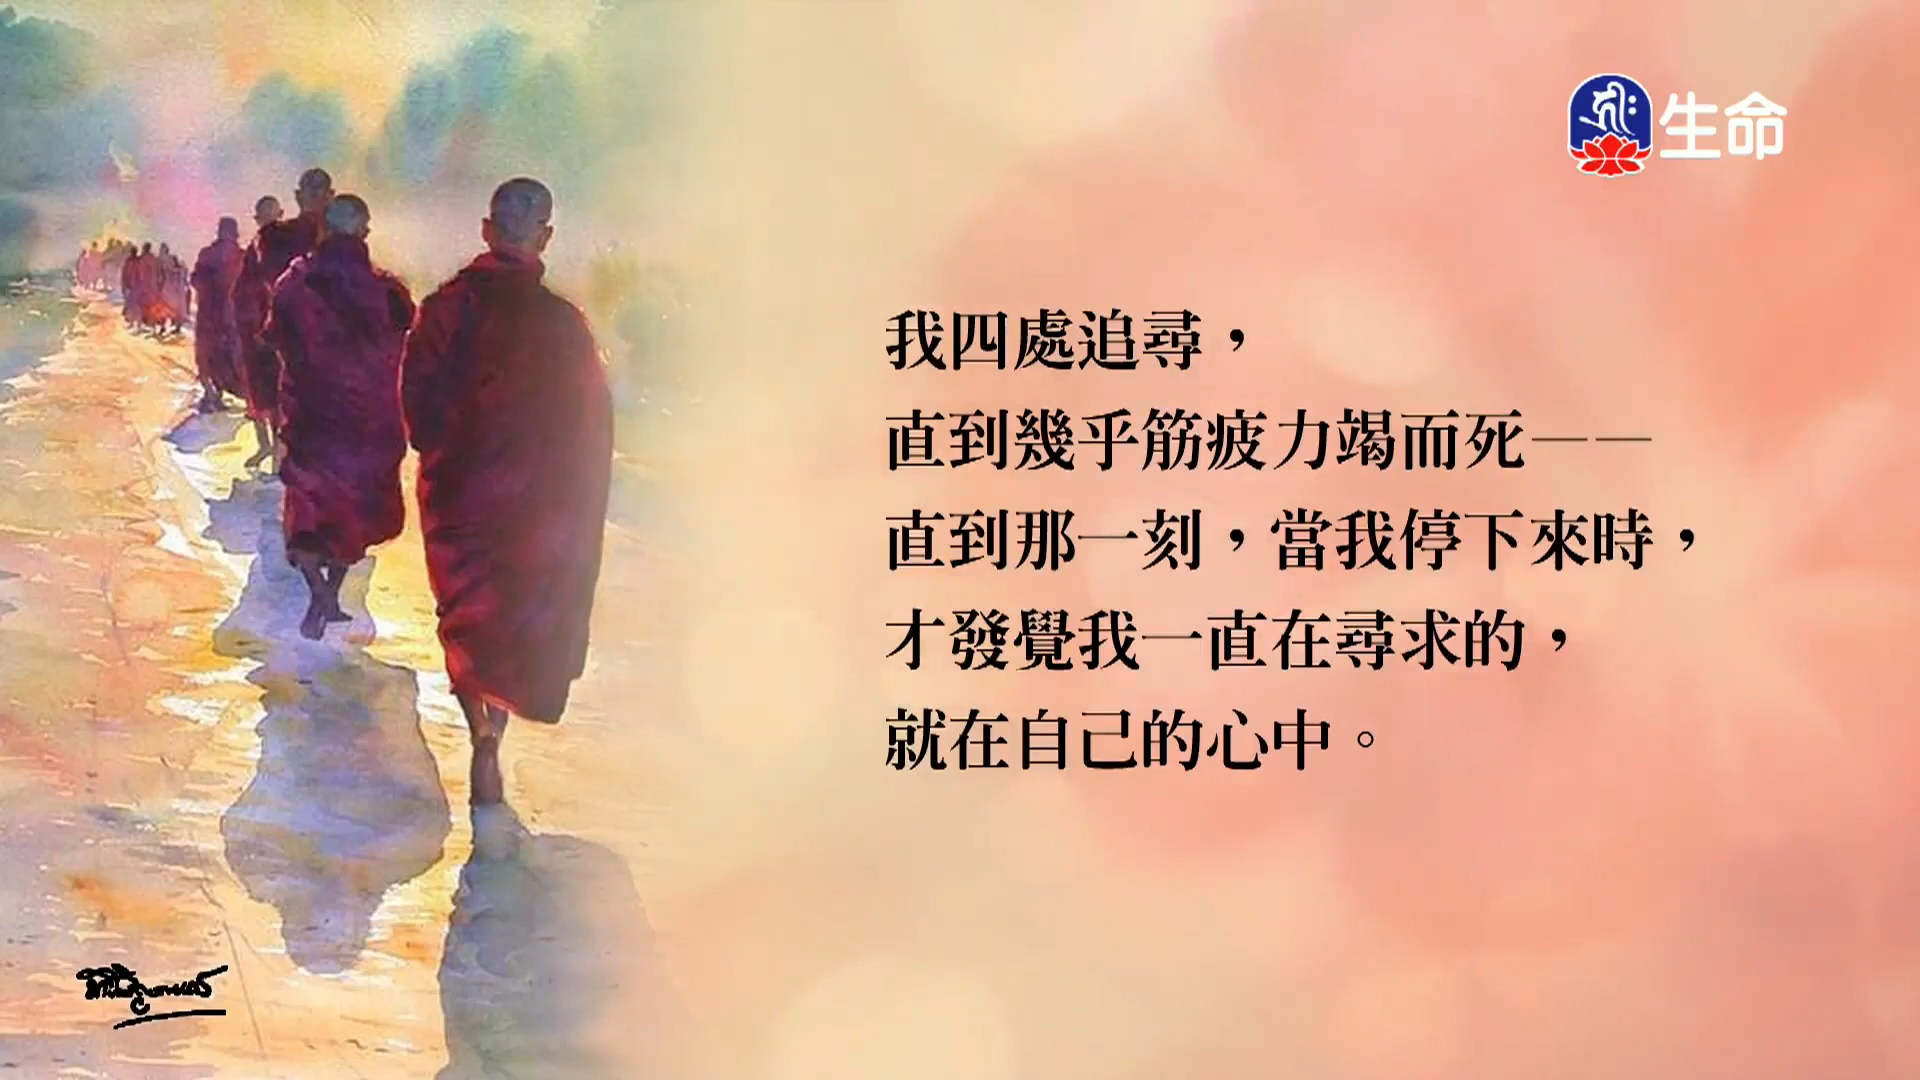 生命
我四處追尋，
直到幾乎筋疲力竭而死——
直到那一刻，當我停下來時，
才發覺我一直在尋求的，
就在自己的心中。